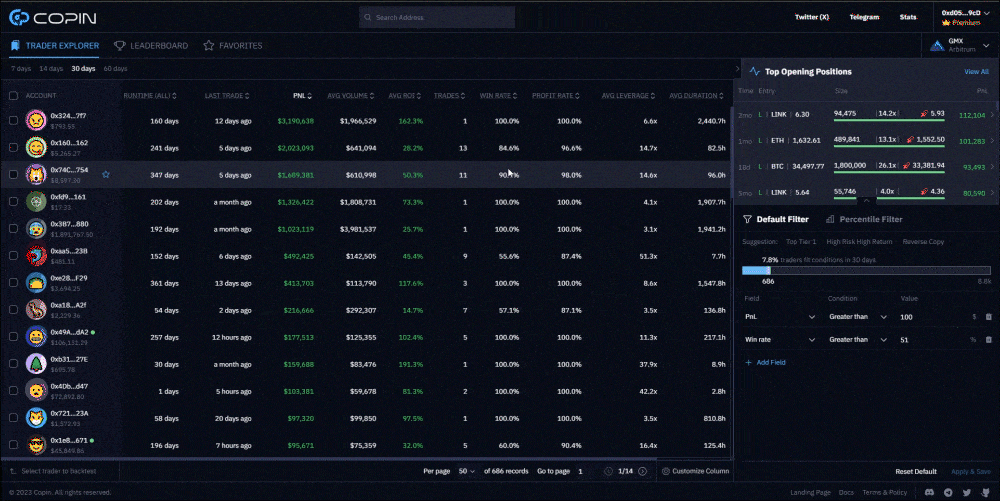 COPIN
Search Address
Twitter (X) Telegram Stats
0xd05...9cD
Premium
TRADER EXPLORER LEADERBOARD FAVORITES
GMX
Arbitrum
7 days 14 days 30 days 60 days
ACCOUNT RUNTIME (ALL) LAST TRADE PNL AVG VOLUME AVG ROI TRADES WIN RATE PROFIT RATE AVG LEVERAGE AVG DURATION
0x324...7f7 160 days 12 days ago $3,190,638 $1,966,529 162.3% 1 100.0% 100.0% 6.6x 2,440.7h
$793.55
0x160...162 241 days 5 days ago $2,023,093 $641,094 28.2% 13 84.6% 96.6% 14.7x 82.5h
$5,265.27
0x74C...754 347 days 5 days ago $1,689,381 $610,998 50.3% 11 98.0% 14.6x 96.0h
$8,597.20
0xfd9...161 202 days a month ago $1,326,422 $1,808,731 73.3% 1 100.0% 100.0% 4.1x 1,907.7h
$17.33
0x3B7...880 192 days a month ago $1,023,119 $3,981,537 25.7% 1 100.0% 100.0% 3.1x 1,941.2h
$1,891,767.50
0xaa5...23B 152 days 6 days ago $492,425 $142,505 45.4% 9 55.6% 87.4% 51.3x 7.7h
$481.11
0xe28...F29 361 days 13 days ago $413,703 $113,790 117.6% 3 100.0% 100.0% 8.6x 1,547.8h
$3,694.25
0xa18...A2f 54 days 2 days ago $216,666 $292,307 14.7% 7 57.1% 87.1% 3.5x 136.8h
$2,229.36
0x49A...dA2 257 days 12 hours ago $177,513 $125,355 102.4% 5 100.0% 100.0% 11.3x 217.1h
$106,131.29
0xb31...27E 30 days a month ago $159,688 $83,476 191.3% 1 100.0% 100.0% 37.9x 8.9h
$695.78
0x4Db...d47 1 days 5 hours ago $103,381 $59,678 81.3% 2 100.0% 100.0% 42.2x 2.8h
$72,892.80
0x721...23A 58 days 20 days ago $97,320 $99,850 97.5% 1 100.0% 100.0% 3.5x 810.8h
$1,572.93
0x1e8...671 196 days 7 hours ago $95,671 $75,359 32.0% 5 60.0% 90.4% 16.4x 125.4h
$45,849.86
Select trader to backtest
Per page 50 of 686 records Go to page 1 1/14 Customize Column
Top Opening Positions View All
Time Entry Size PnL
2mo L | LINK | 6.30 94,475 | 14.2x | 5.93 112,104
1mo L | ETH | 1,632.61 489,841 | 13.1x | 1,552.50 101,283
18d L | BTC | 34,497.77 1,800,000 | 26.1x | 33,381.94 93,493
3mo L | LINK | 5.64 55,746 | 4.0x | 4.36 80,590
Default Filter Percentile Filter
Suggestion: Top Tier 1 High Risk High Return Reverse Copy
7.8% traders fit conditions in 30 days
686 8.8k
Field Condition Value
PnL Greater than 100 $
Win rate Greater than 51 %
+ Add Field
Reset Default Apply & Save
© 2023 Copin. All rights reserved.
Landing Page Docs Terms & Policy